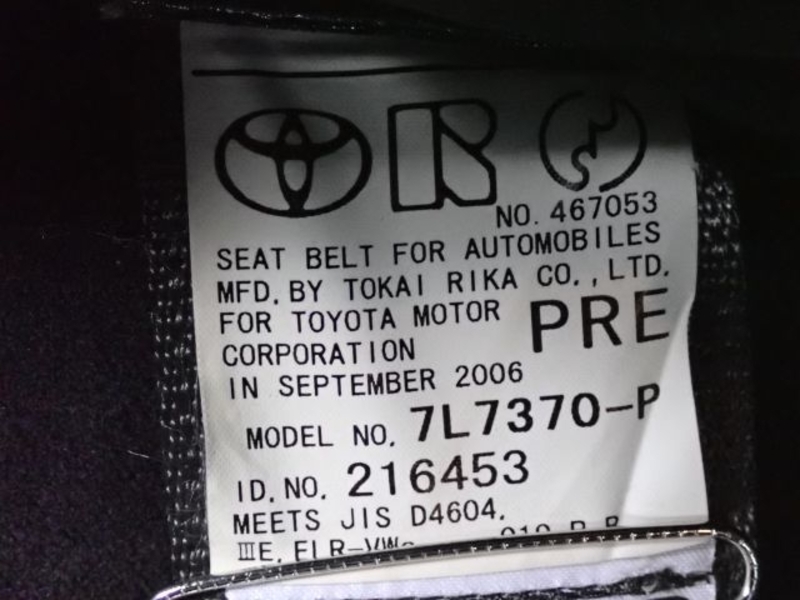 NO. 467053
SEAT BELT FOR AUTOMOBILES
MFD. BY TOKAI RIKA CO., LTD.
FOR TOYOTA MOTOR
CORPORATION
PRE
IN SEPTEMBER 2006
MODEL NO. 7L7370-P
ID. NO. 216453
MEETS JIS D4604.